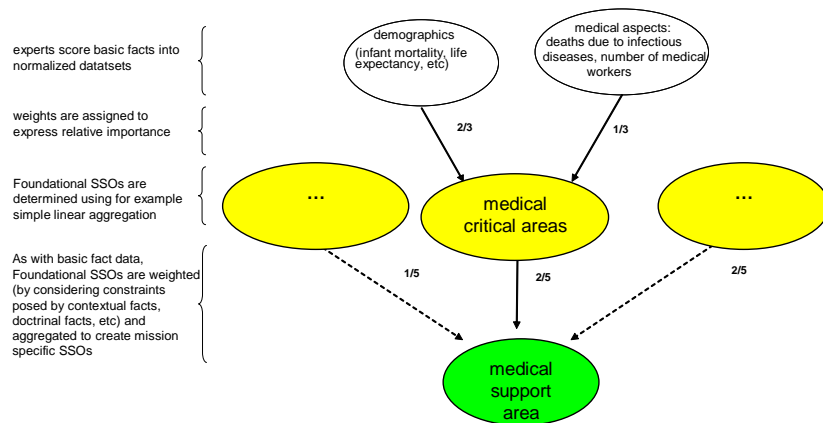 experts score basic facts into
normalized datatsets
weights are assigned to
express relative importance
Foundational SSOs are
determined using for example
simple linear aggregation
As with basic fact data,
Foundational SSOs are weighted
(by considering constraints
posed by contextual facts,
doctrinal facts, etc) and
aggregated to create mission
specific SSOs
demographics
(infant mortality, life
expectancy, etc)
medical aspects:
deaths due to infectious
diseases, number of medical
workers
2/3
1/3
...
medical
critical areas
...
1/5
2/5
2/5
medical
support
area